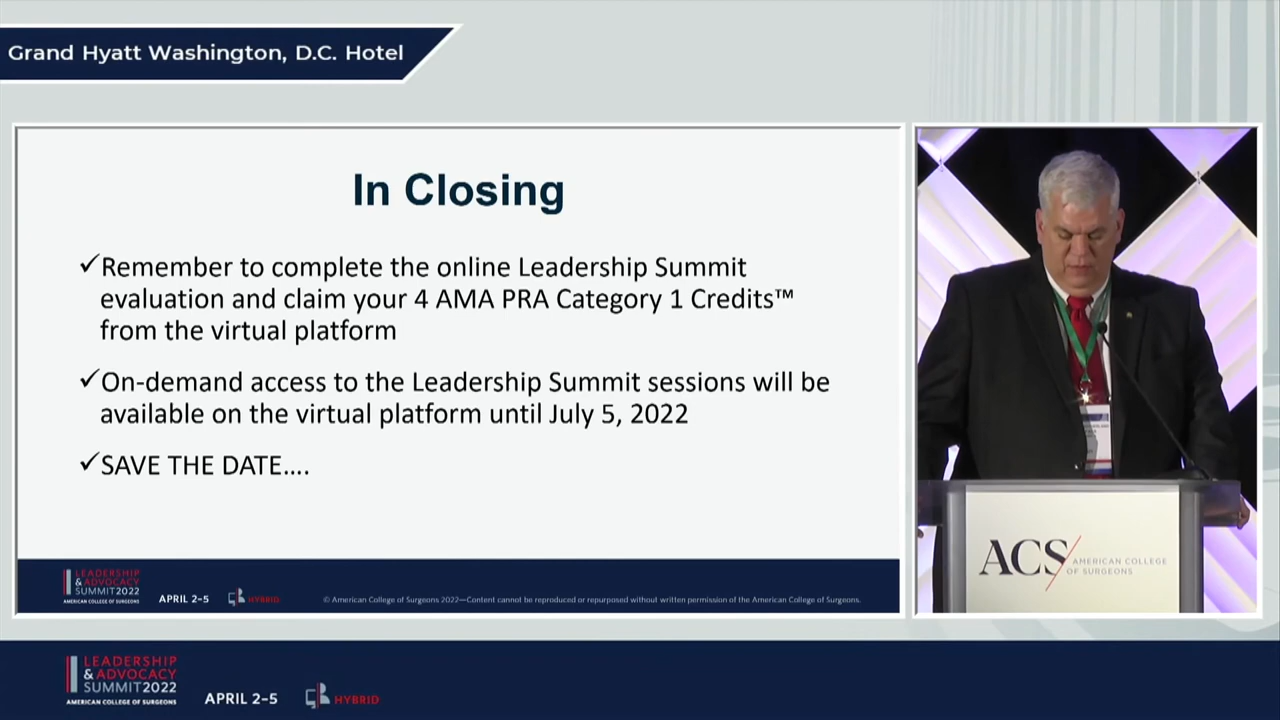 Grand Hyatt Washington, D.C. Hotel
In Closing
✓Remember to complete the online Leadership Summit
evaluation and claim your 4 AMA PRA Category 1 Credits™
from the virtual platform
✓On-demand access to the Leadership Summit sessions will be
available on the virtual platform until July 5, 2022
✓SAVE THE DATE....
LEADERSHIP
& ADVOCACY
SUMMIT2022
AMERICAN COLLEGE OF SURGEONS
APRIL 2-5
HYBRID
© American College of Surgeons 2022—Content cannot be reproduced or repurposed without written permission of the American College of Surgeons.
ACS/AMERICAN COLLEGE
OF SURGEONS
LEADERSHIP
& ADVOCACY
SUMMIT2022
AMERICAN COLLEGE OF SURGEONS
APRIL 2-5
HYBRID